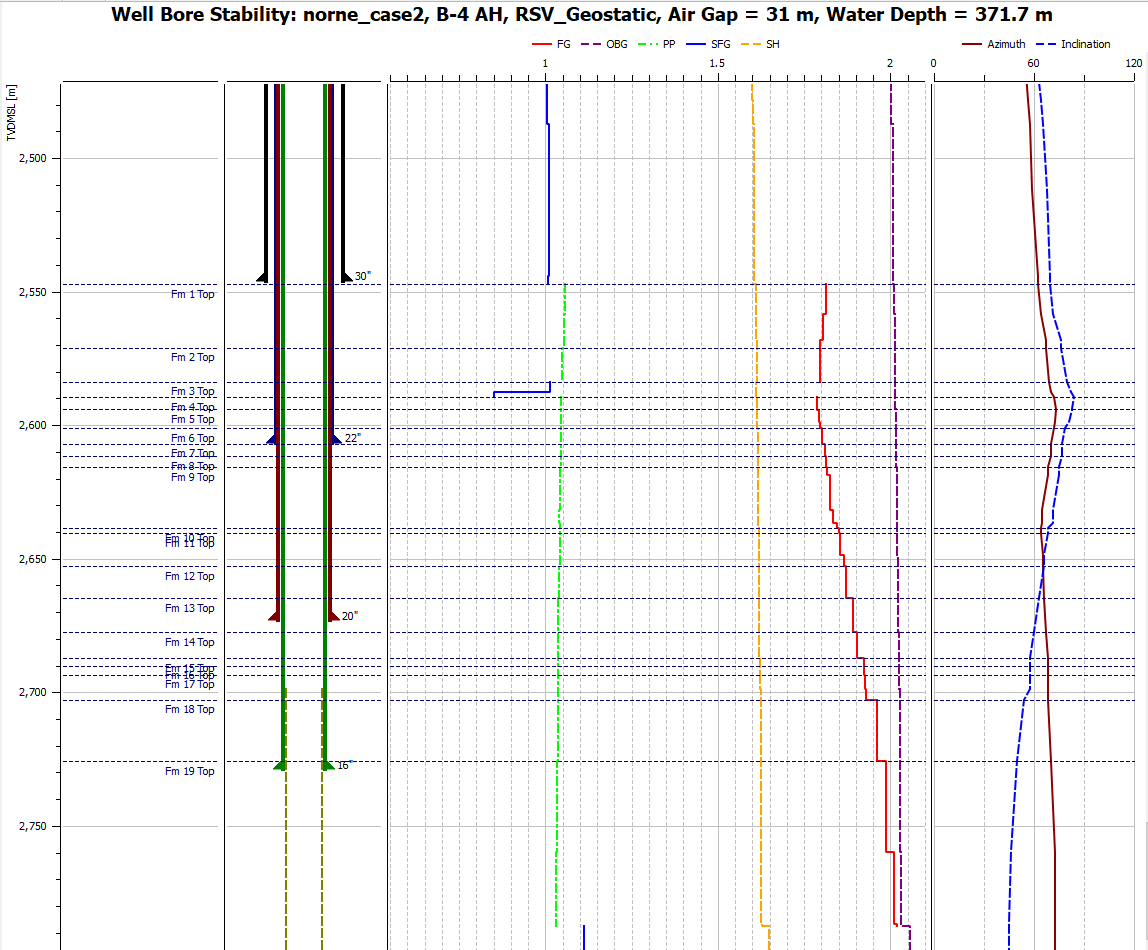 Well Bore Stability: norne_case2, B-4 AH, RSV_Geostatic, Air Gap = 31 m, Water Depth = 371.7 m
FG OBG PP SFG SH Azimuth Inclination
1 1.5 2 0 60 120
TVDMSL [m]
2,500
30"
2,550
Fm 1 Top
Fm 2 Top
Fm 3 Top
Fm 4 Top
Fm 5 Top
2,600
Fm 6 Top
22"
Fm 7 Top
Fm 8 Top
Fm 9 Top
Fm 10 Top
Fm 11 Top
2,650
Fm 12 Top
Fm 13 Top
20"
Fm 14 Top
Fm 15 Top
Fm 16 Top
Fm 17 Top
2,700
Fm 18 Top
16"
Fm 19 Top
2,750